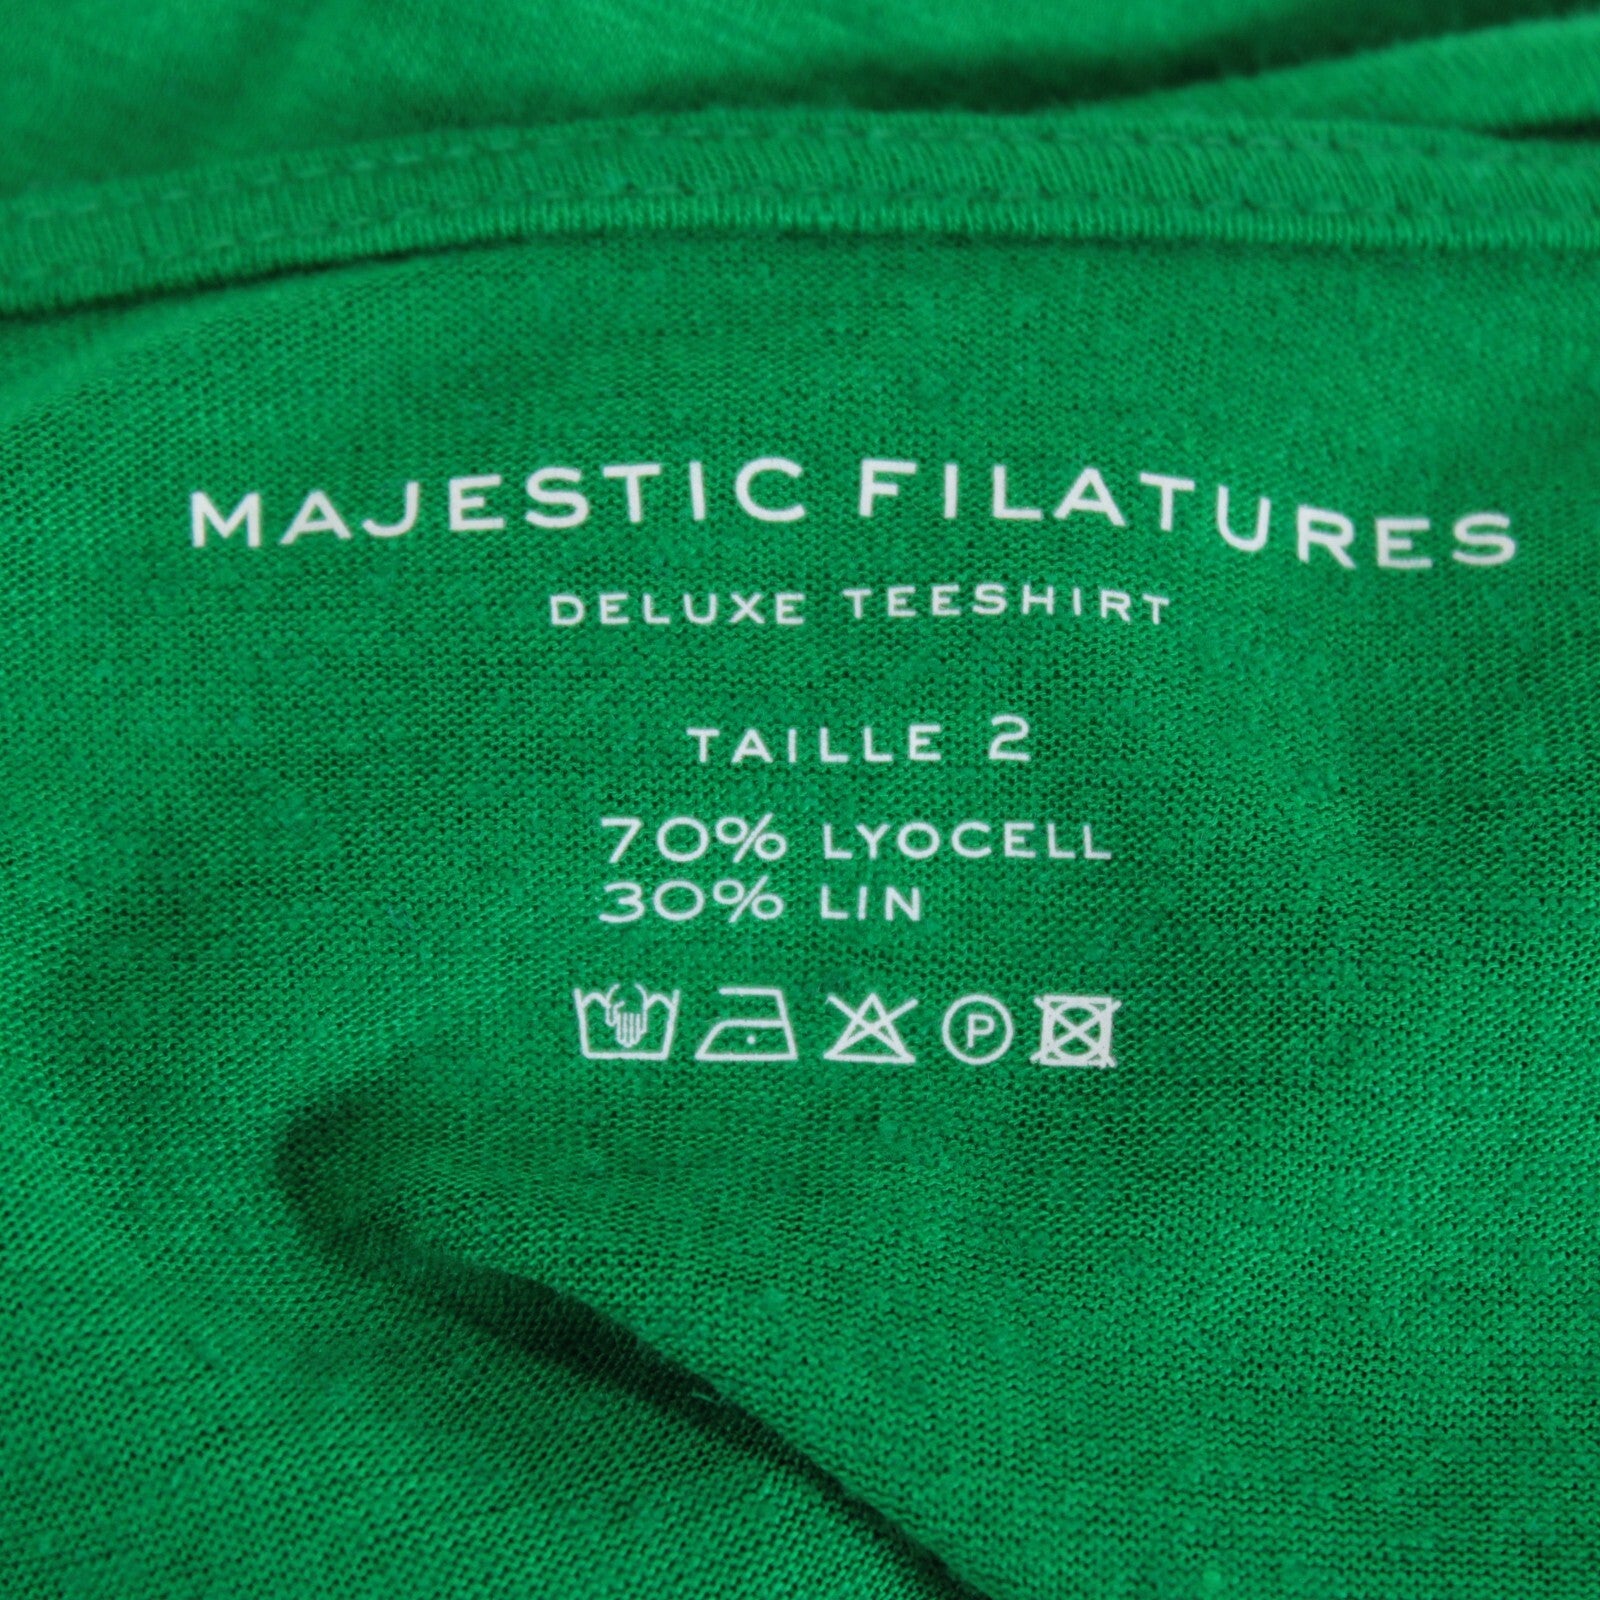 MAJESTIC FILATURES
DELUXE TEESHIRT
TAILLE 2
70% LYOCELL
30% LIN
P